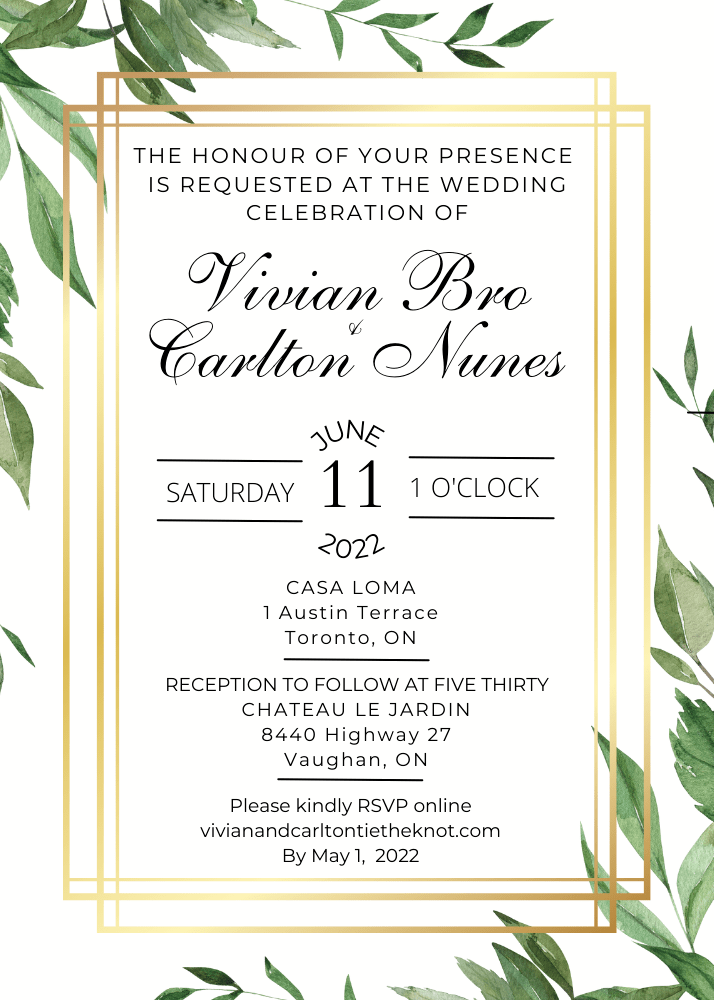 THE HONOUR OF YOUR PRESENCE
IS REQUESTED AT THE WEDDING
CELEBRATION OF
Vivian Bro
&
Carlton Nunes
JUNE
SATURDAY 11 1 O'CLOCK
2022
CASA LOMA
1 Austin Terrace
Toronto, ON
RECEPTION TO FOLLOW AT FIVE THIRTY
CHATEAU LE JARDIN
8440 Highway 27
Vaughan, ON
Please kindly RSVP online
vivianandcarltontietheknot.com
By May 1, 2022